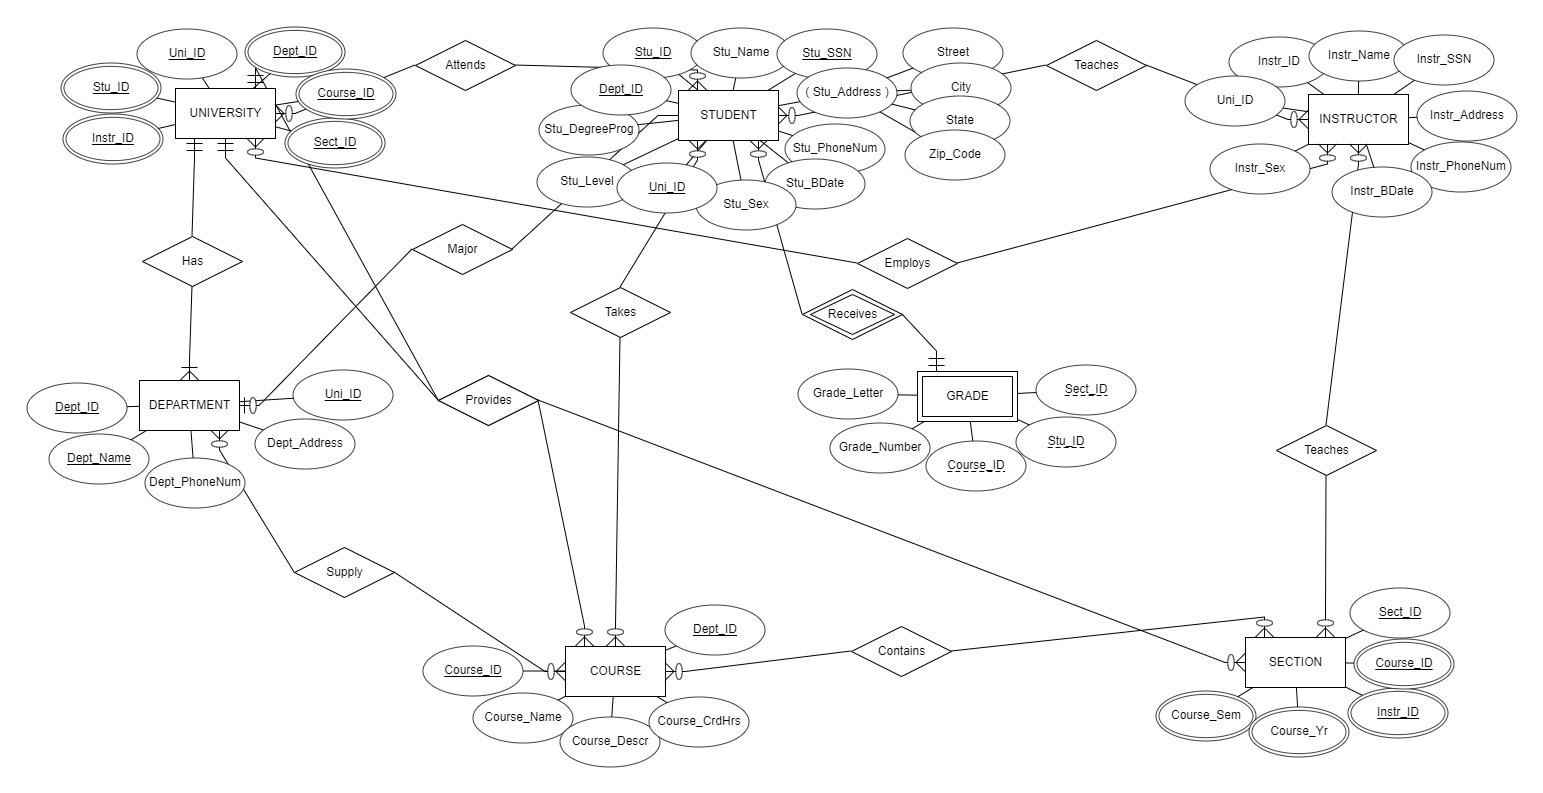 Uni_ID
Dept_ID
Stu_ID
Course_ID
Instr_ID
Sect_ID
UNIVERSITY
Attends
Stu_ID
Stu_Name
Stu_SSN
Dept_ID
( Stu_Address )
Street
City
State
Zip_Code
STUDENT
Stu_DegreeProg
Stu_PhoneNum
Stu_Level
Uni_ID
Stu_Sex
Stu_BDate
Teaches
Instr_ID
Instr_Name
Instr_SSN
Uni_ID
INSTRUCTOR
Instr_Address
Instr_Sex
Instr_PhoneNum
Instr_BDate
Has
Major
Employs
Takes
Receives
Dept_ID
DEPARTMENT
Uni_ID
Dept_Name
Dept_Address
Dept_PhoneNum
Provides
Grade_Letter
GRADE
Sect_ID
Grade_Number
Course_ID
Stu_ID
Teaches
Supply
Course_ID
COURSE
Dept_ID
Course_Name
Course_Descr
Course_CrdHrs
Contains
Sect_ID
SECTION
Course_ID
Course_Sem
Course_Yr
Instr_ID